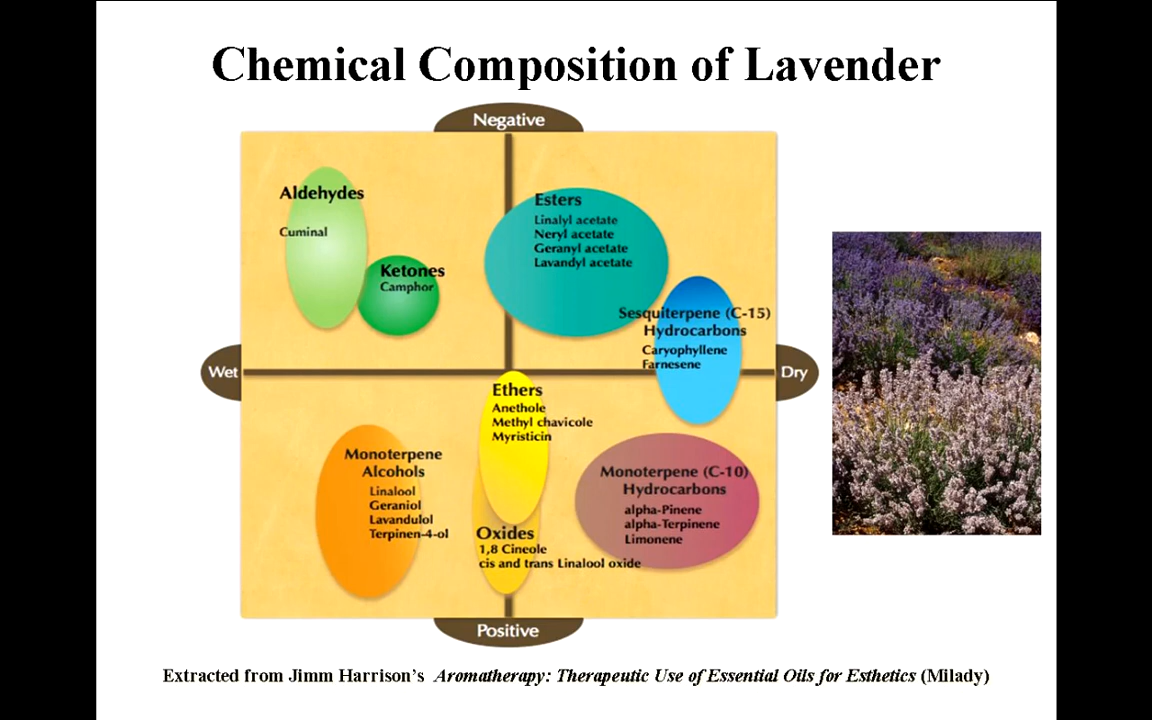 Chemical Composition of Lavender
Negative
Aldehydes
Cuminal
Ketones
Camphor
Esters
Linalyl acetate
Neryl acetate
Geranyl acetate
Lavandyl acetate
Sesquiterpene (C-15)
Hydrocarbons
Caryophyllene
Farnesene
Wet
Dry
Ethers
Anethole
Methyl chavicole
Myristicin
Monoterpene
Alcohols
Linalool
Geraniol
Lavandulol
Terpinen-4-ol
Oxides
1,8 Cineole
cis and trans Linalool oxide
Monoterpene (C-10)
Hydrocarbons
alpha-Pinene
alpha-Terpinene
Limonene
Positive
Extracted from Jimm Harrison's Aromatherapy: Therapeutic Use of Essential Oils for Esthetics (Milady)